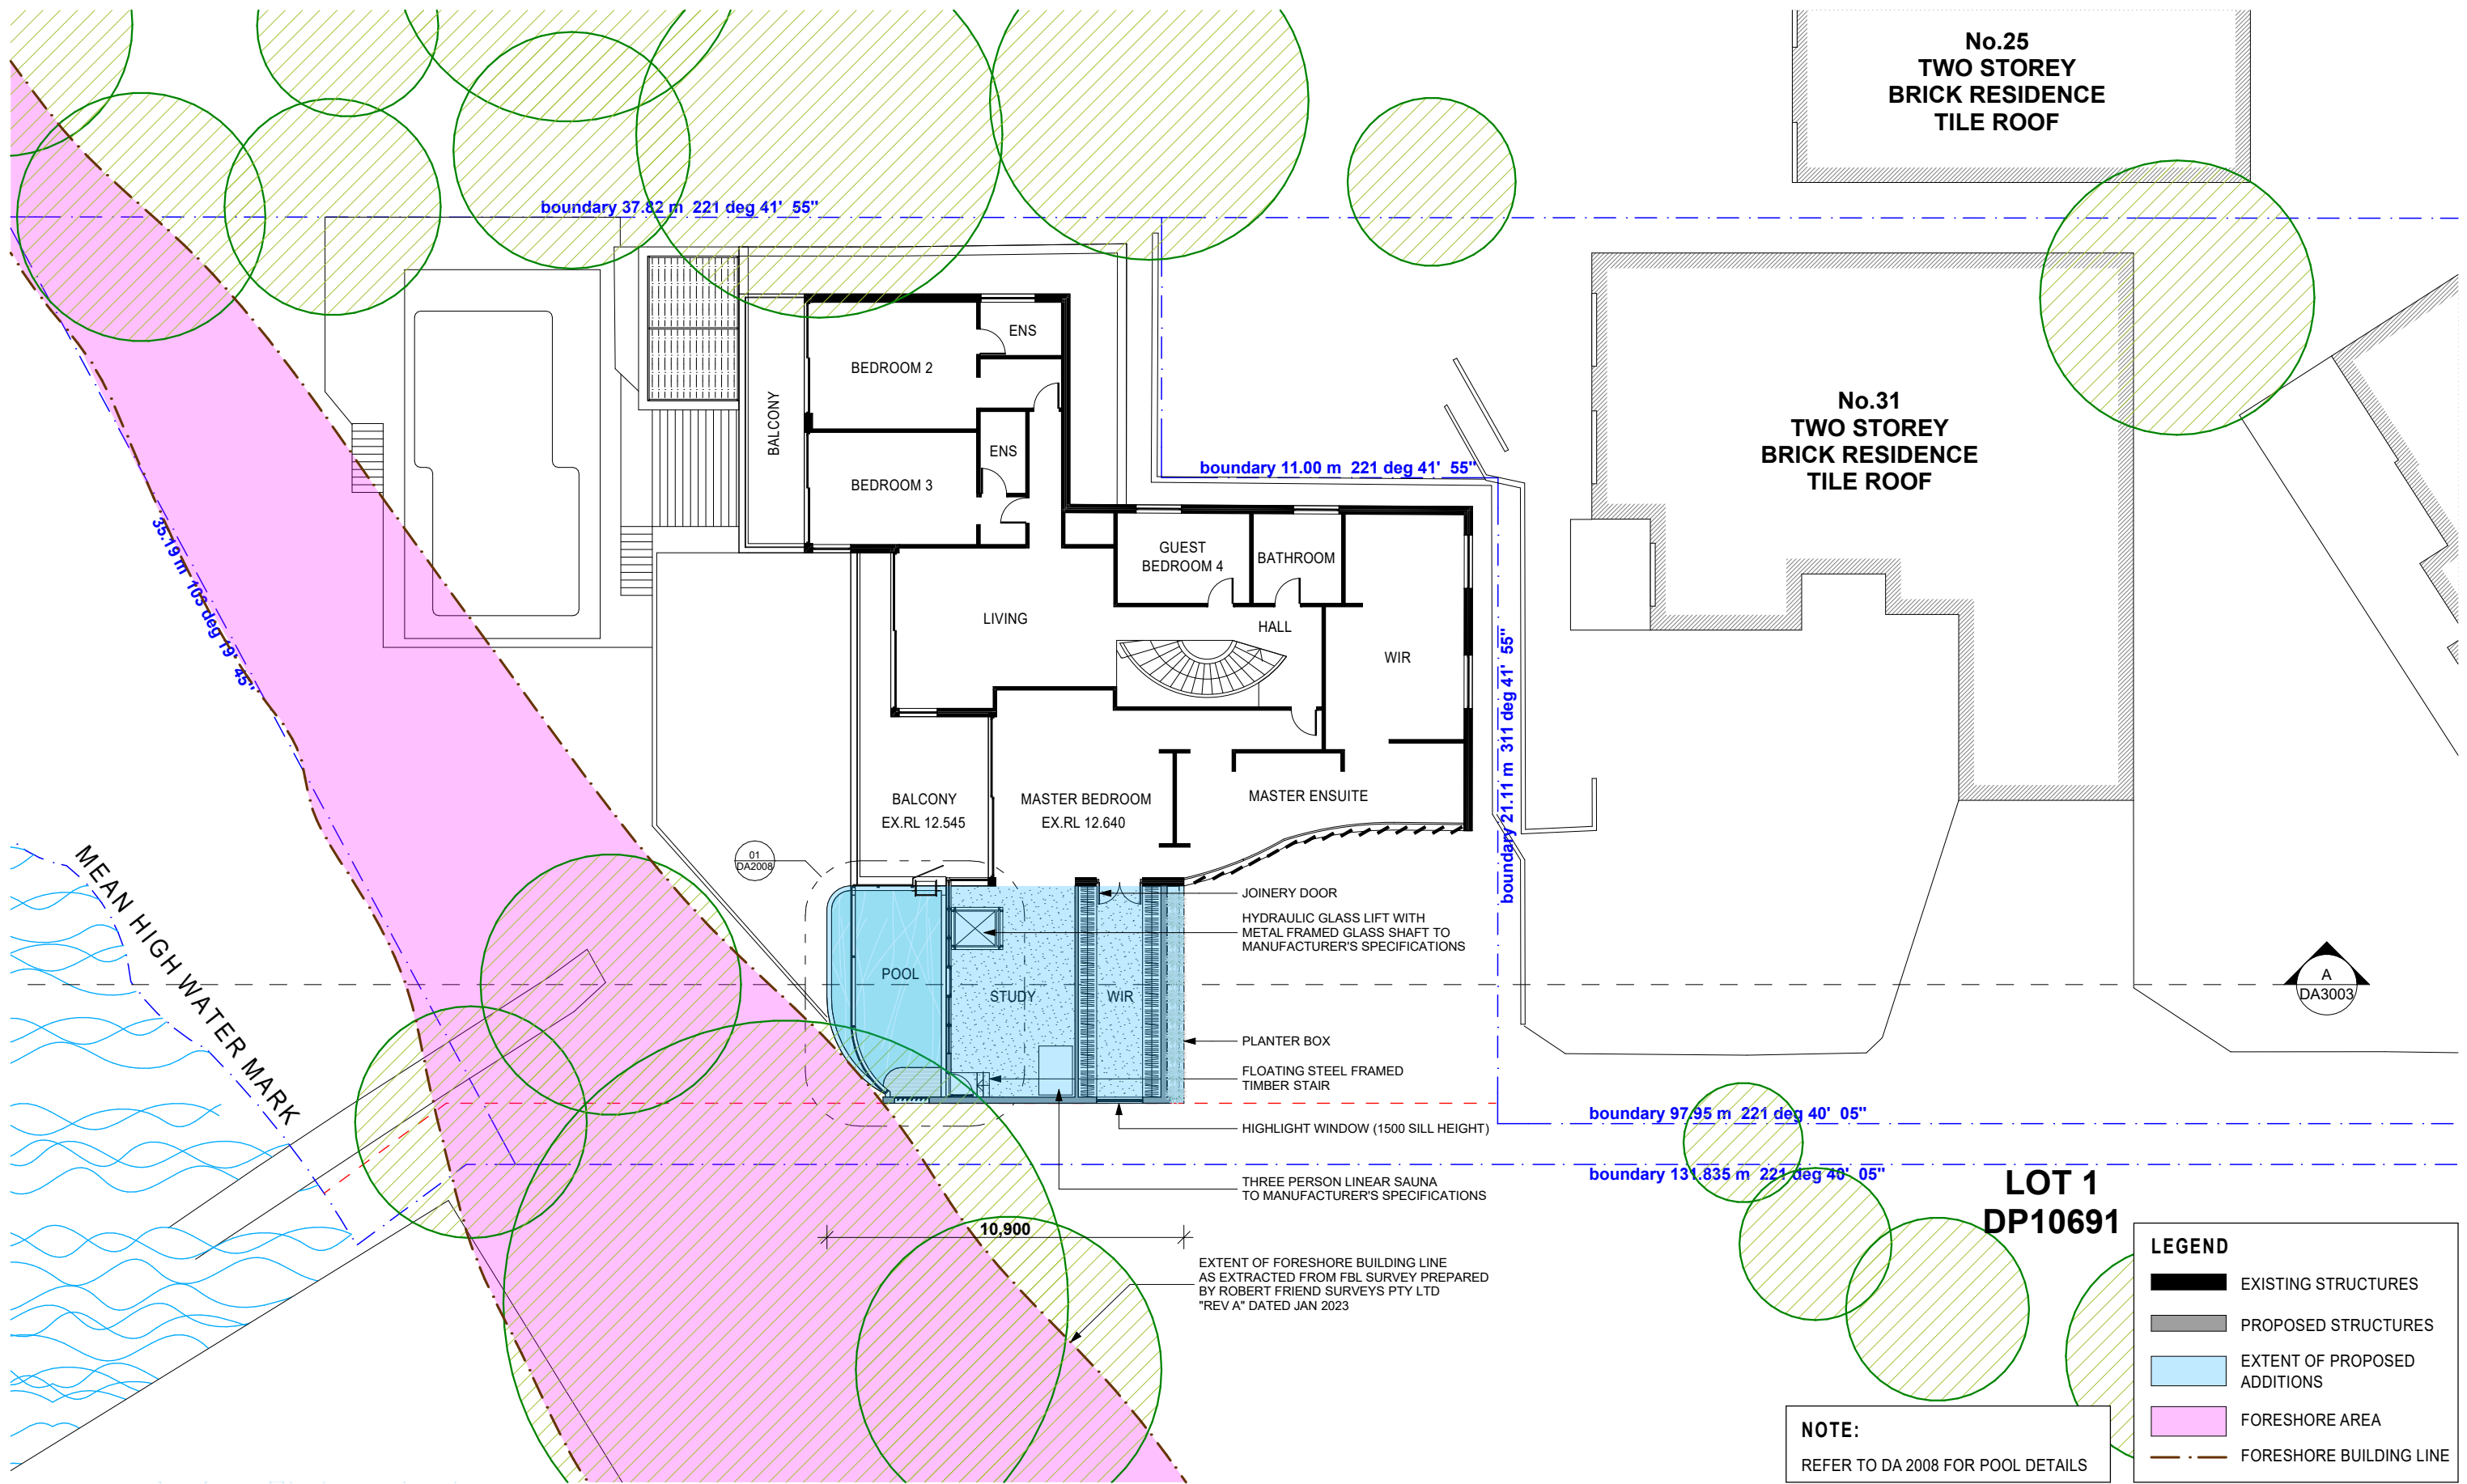 No.25
TWO STOREY
BRICK RESIDENCE
TILE ROOF
boundary 37.82 m  221 deg 41'  55"
ENS
BEDROOM 2
BALCONY
ENS
BEDROOM 3
boundary 11.00 m  221 deg 41'  55"
No.31
TWO STOREY
BRICK RESIDENCE
TILE ROOF
35.19 m  103 deg 19'  45"
GUEST
BEDROOM 4
BATHROOM
LIVING
HALL
WIR
boundary 21.11 m  311 deg 41'  55"
BALCONY
EX.RL 12.545
MASTER BEDROOM
EX.RL 12.640
MASTER ENSUITE
MEAN HIGH WATER MARK
01
DA2008
JOINERY DOOR
HYDRAULIC GLASS LIFT WITH
METAL FRAMED GLASS SHAFT TO
MANUFACTURER'S SPECIFICATIONS
POOL
STUDY
WIR
A
DA3003
PLANTER BOX
FLOATING STEEL FRAMED
TIMBER STAIR
HIGHLIGHT WINDOW (1500 SILL HEIGHT)
boundary 97.95 m  221 deg 40'  05"
boundary 131.835 m  221 deg 40'  05"
THREE PERSON LINEAR SAUNA
TO MANUFACTURER'S SPECIFICATIONS
LOT 1
DP10691
10,900
EXTENT OF FORESHORE BUILDING LINE
AS EXTRACTED FROM FBL SURVEY PREPARED
BY ROBERT FRIEND SURVEYS PTY LTD
"REV A" DATED JAN 2023
LEGEND
EXISTING STRUCTURES
PROPOSED STRUCTURES
EXTENT OF PROPOSED
ADDITIONS
FORESHORE AREA
FORESHORE BUILDING LINE
NOTE:
REFER TO DA 2008 FOR POOL DETAILS